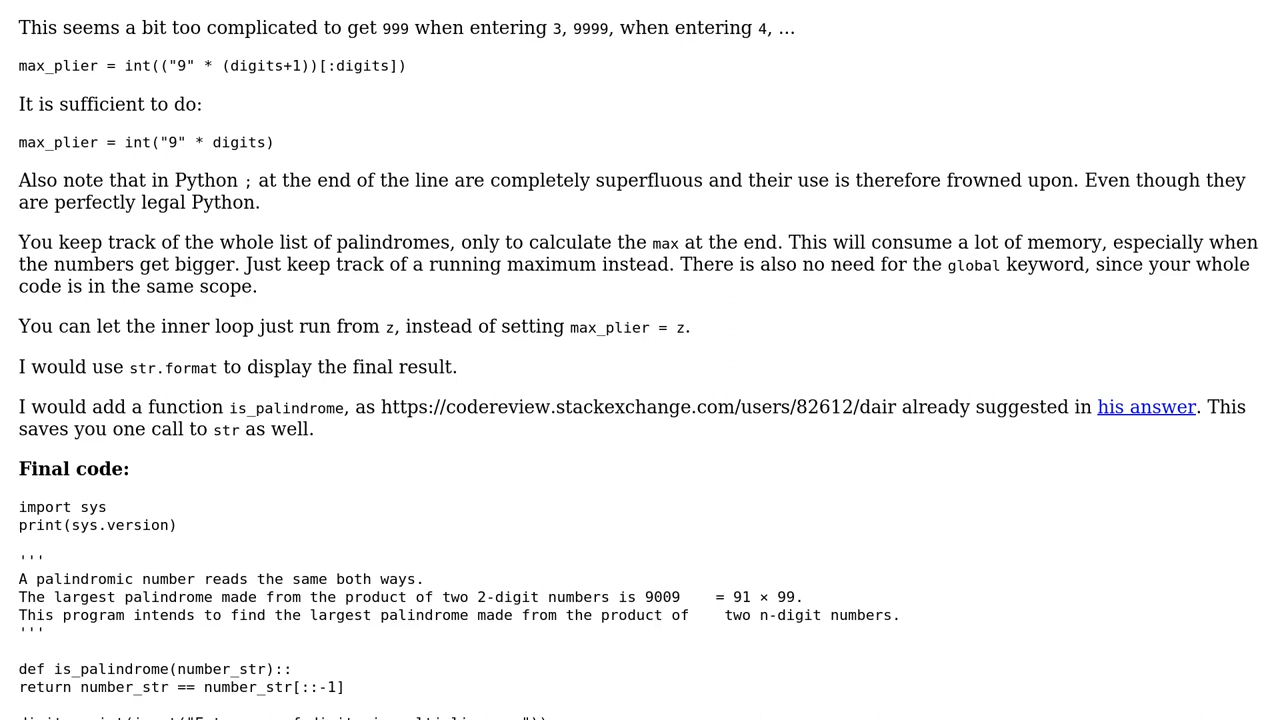 This seems a bit too complicated to get 999 when entering 3, 9999, when entering 4, ...
max_plier = int(("9" * (digits+1))[:digits])
It is sufficient to do:
max_plier = int("9" * digits)
Also note that in Python ; at the end of the line are completely superfluous and their use is therefore frowned upon. Even though they
are perfectly legal Python.
You keep track of the whole list of palindromes, only to calculate the max at the end. This will consume a lot of memory, especially when
the numbers get bigger. Just keep track of a running maximum instead. There is also no need for the global keyword, since your whole
code is in the same scope.
You can let the inner loop just run from z, instead of setting max_plier = z.
I would use str.format to display the final result.
I would add a function is_palindrome, as https://codereview.stackexchange.com/users/82612/dair already suggested in his answer. This
saves you one call to str as well.
Final code:
import sys
print(sys.version)
'''
A palindromic number reads the same both ways.
The largest palindrome made from the product of two 2-digit numbers is 9009    = 91 × 99.
This program intends to find the largest palindrome made from the product of    two n-digit numbers.
'''
def is_palindrome(number_str)::
return number_str == number_str[::-1]